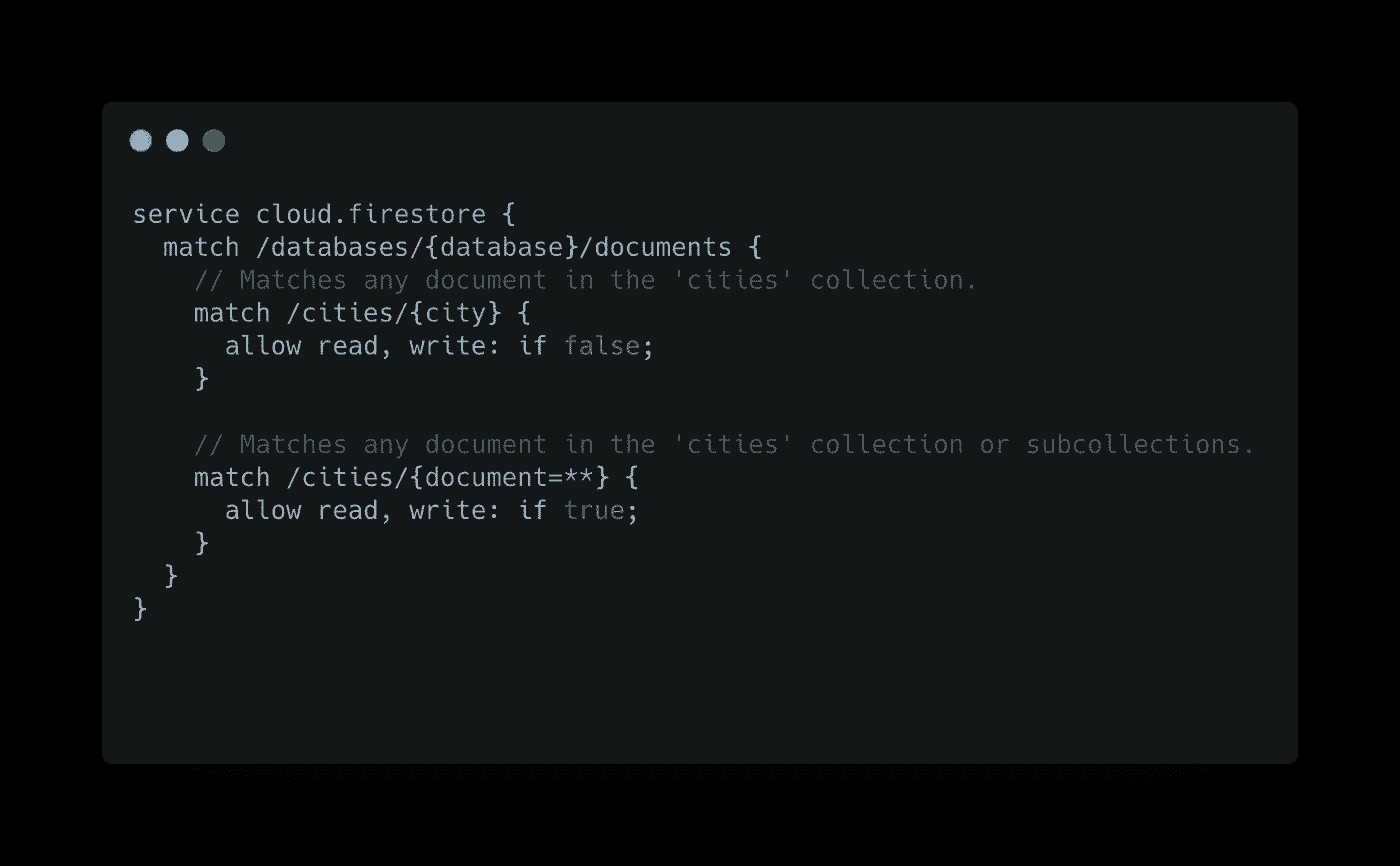 service cloud.firestore {
  match /databases/{database}/documents {
    // Matches any document in the 'cities' collection.
    match /cities/{city} {
      allow read, write: if false;
    }

    // Matches any document in the 'cities' collection or subcollections.
    match /cities/{document=**} {
      allow read, write: if true;
    }
  }
}